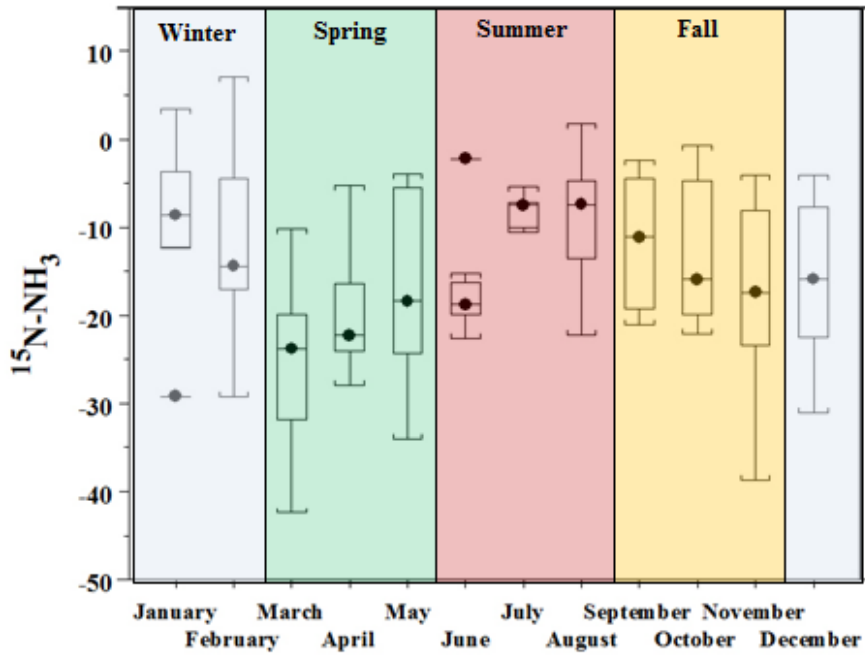 Winter Spring Summer Fall
10
0
-10
-20
-30
-40
-50
15N-NH3
January March May July September November
February April June August October December